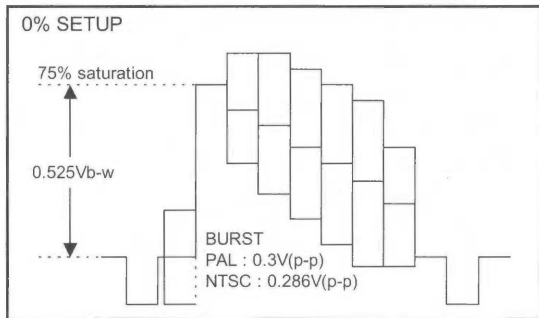 0% SETUP
75% saturation
0.525Vb-w
BURST
PAL : 0.3V(p-p)
NTSC : 0.286V(p-p)